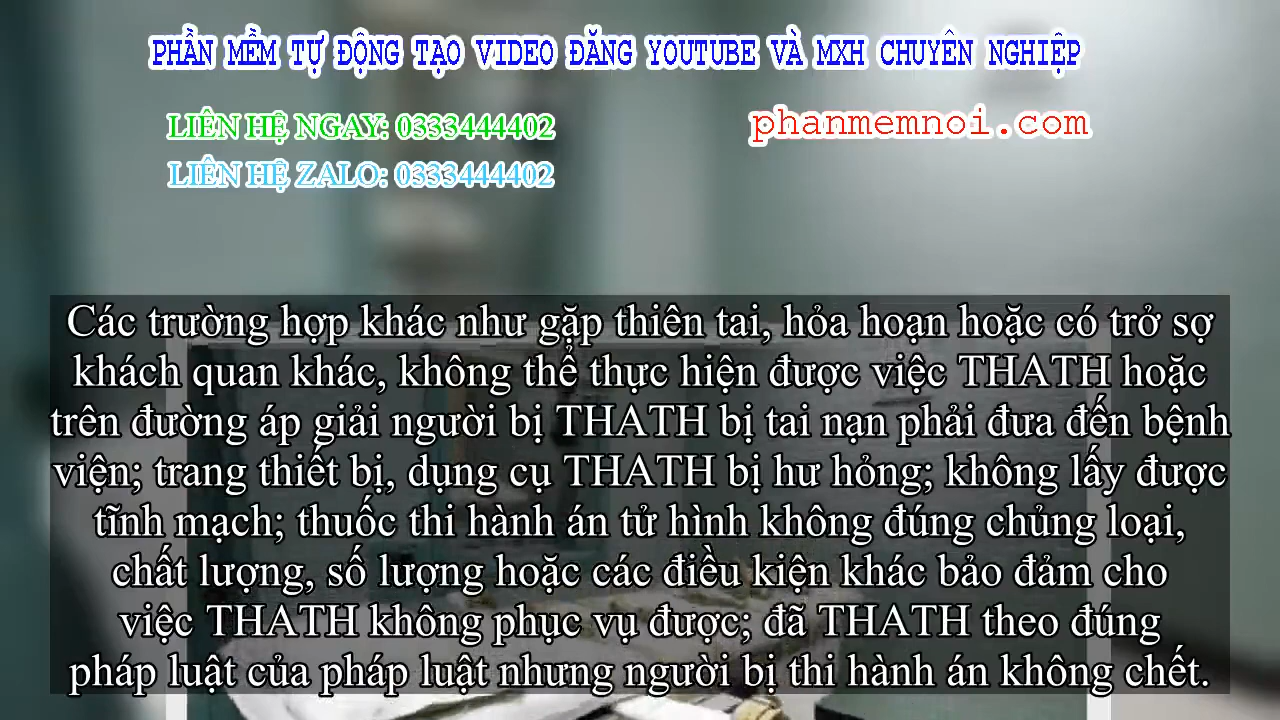 PHẦN MỀM TỰ ĐỘNG TẠO VIDEO ĐĂNG YOUTUBE VÀ MXH CHUYÊN NGHIỆP
LIÊN HỆ NGAY: 0333444402
phanmemnoi.com
LIÊN HỆ ZALO: 0333444402
Các trường hợp khác như gặp thiên tai, hỏa hoạn hoặc có trở sợ
khách quan khác, không thể thực hiện được việc THATH hoặc
trên đường áp giải người bị THATH bị tai nạn phải đưa đến bệnh
viện; trang thiết bị, dụng cụ THATH bị hư hỏng; không lấy được
tĩnh mạch; thuốc thi hành án tử hình không đúng chủng loại,
chất lượng, số lượng hoặc các điều kiện khác bảo đảm cho
việc THATH không phục vụ được; đã THATH theo đúng
pháp luật của pháp luật nhưng người bị thi hành án không chết.